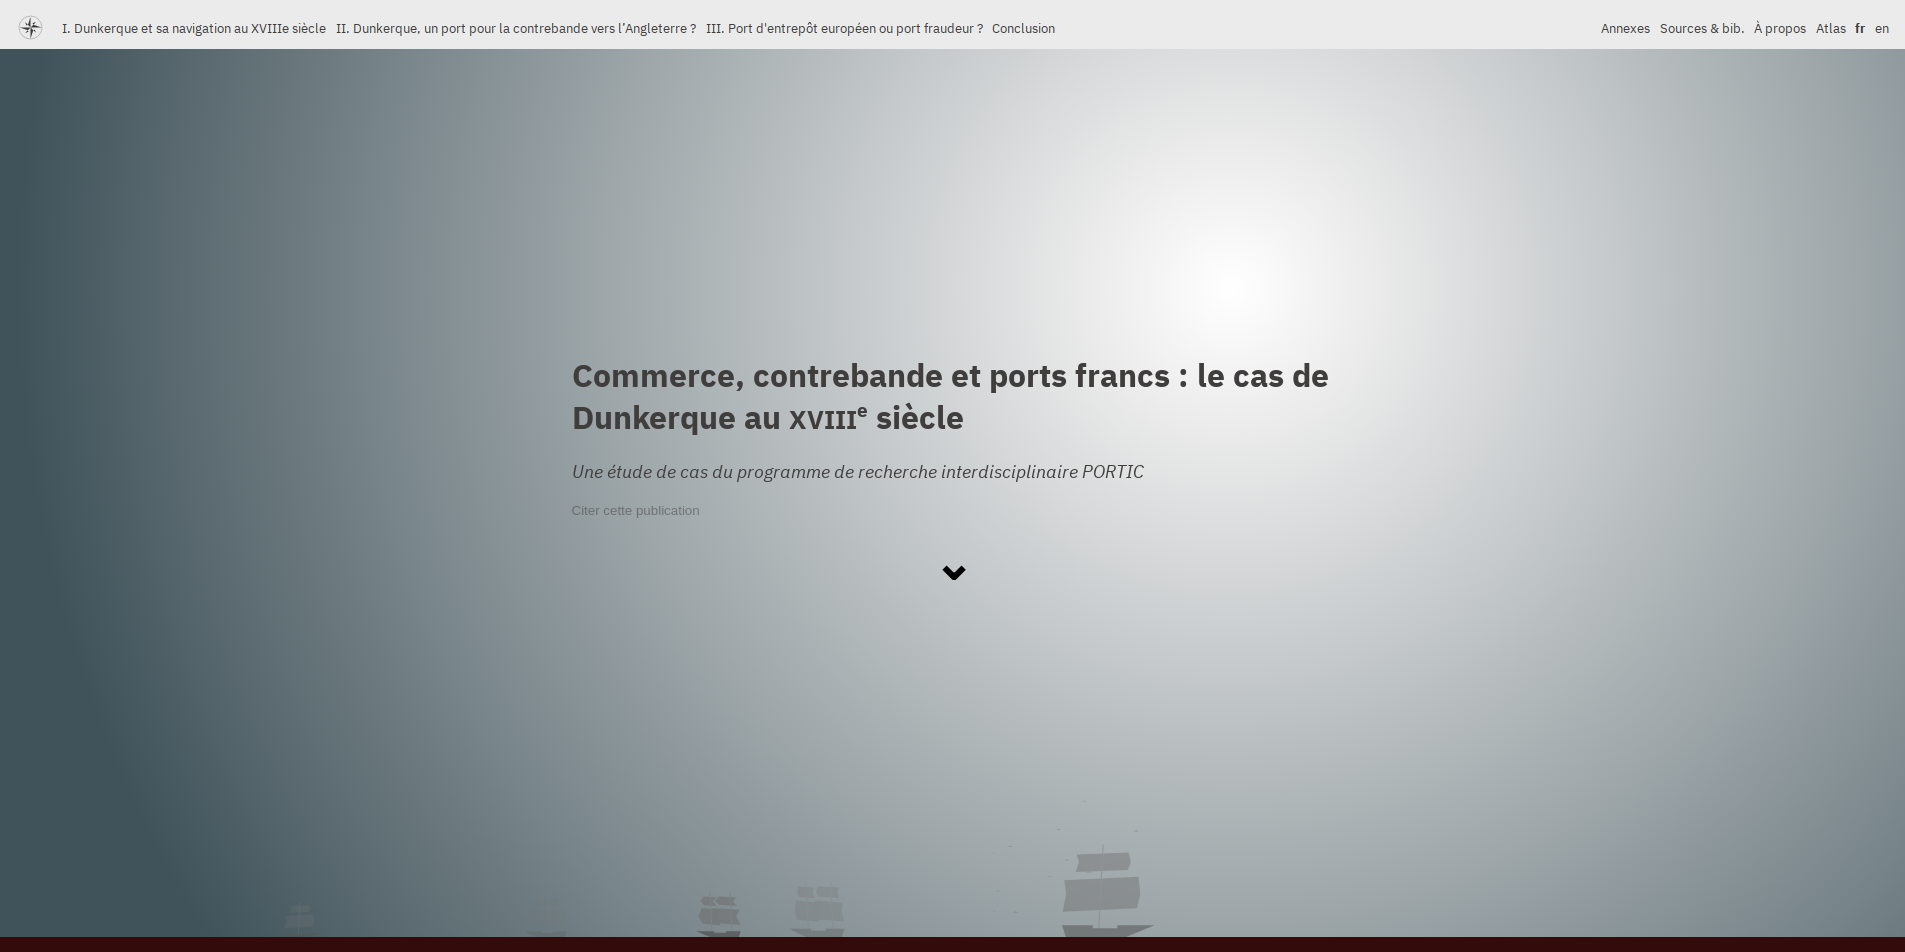 I. Dunkerque et sa navigation au XVIIIe siècle II. Dunkerque, un port pour la contrebande vers l’Angleterre ? III. Port d'entrepôt européen ou port fraudeur ? Conclusion Annexes Sources & bib. À propos Atlas fr en
Commerce, contrebande et ports francs : le cas de
Dunkerque au XVIIIe siècle
Une étude de cas du programme de recherche interdisciplinaire PORTIC
Citer cette publication